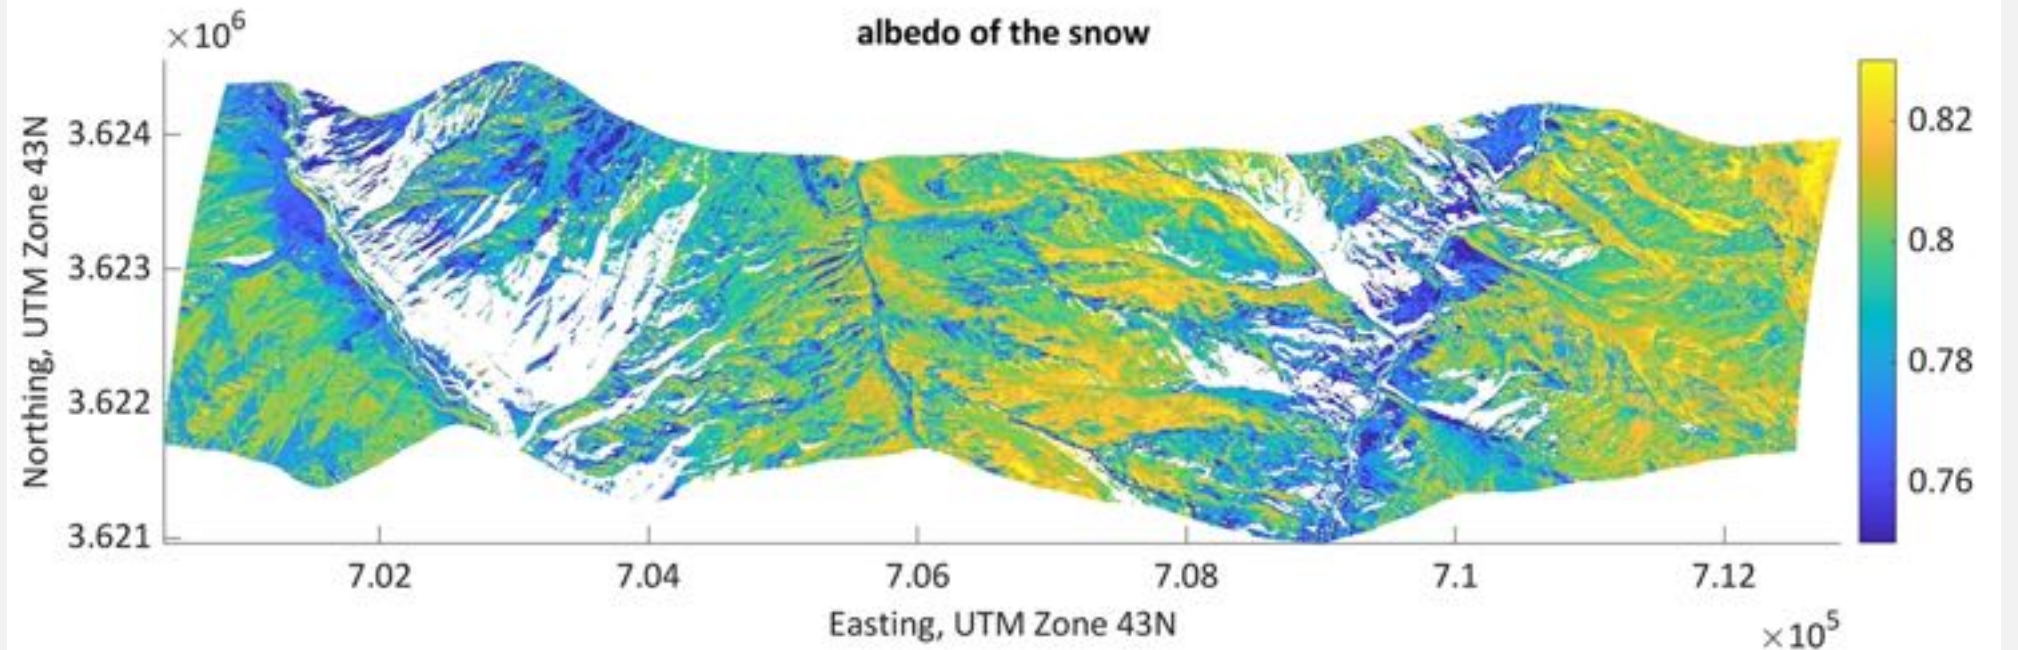 albedo of the snow
×10⁶
3.624
3.623
3.622
3.621
Northing, UTM Zone 43N
7.02 7.04 7.06 7.08 7.1 7.12
Easting, UTM Zone 43N
×10⁵
0.82
0.8
0.78
0.76